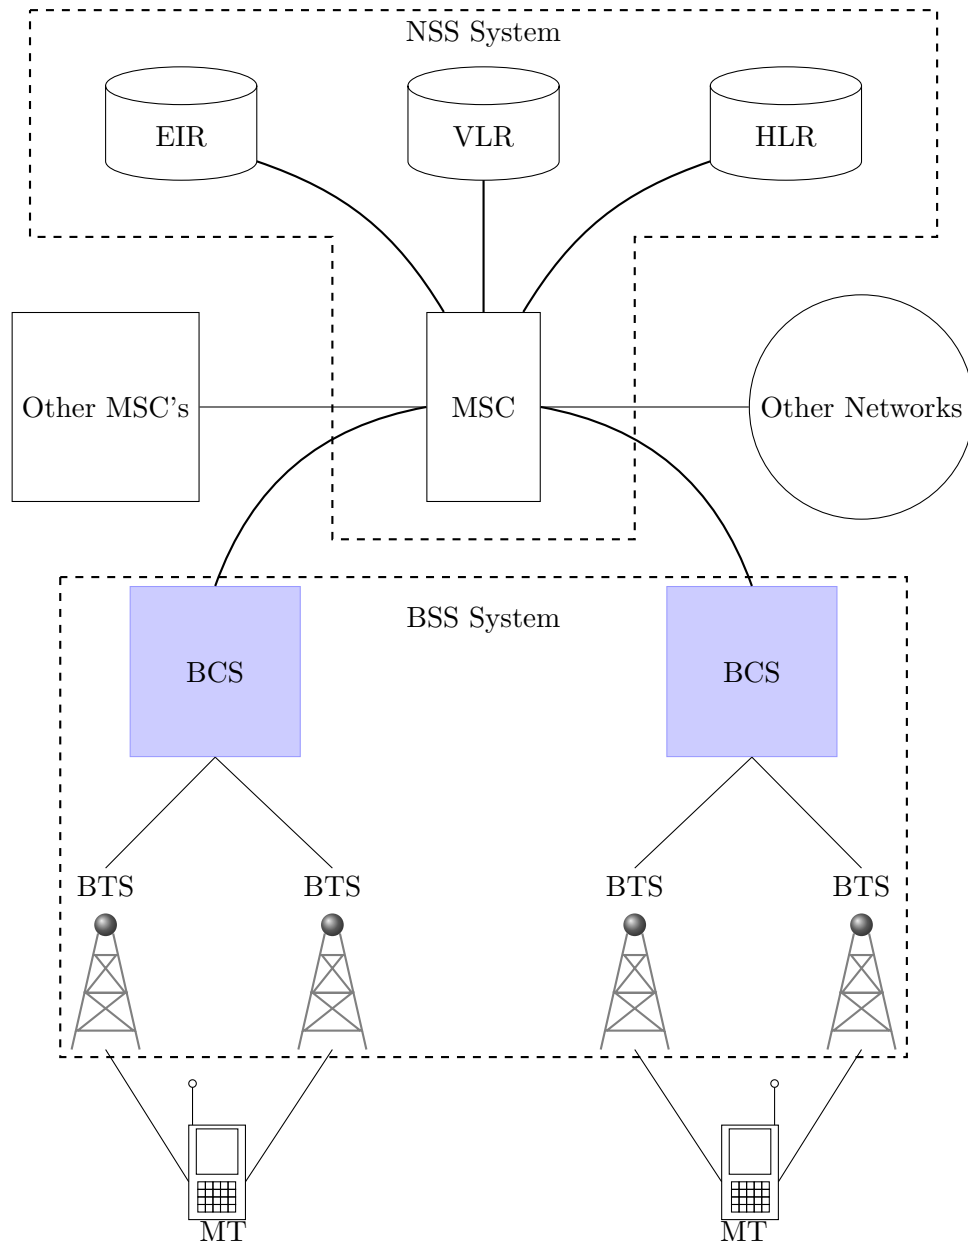 NSS System
EIR
VLR
HLR
Other MSC's
MSC
Other Networks
BSS System
BCS
BCS
BTS
BTS
BTS
BTS
MT
MT